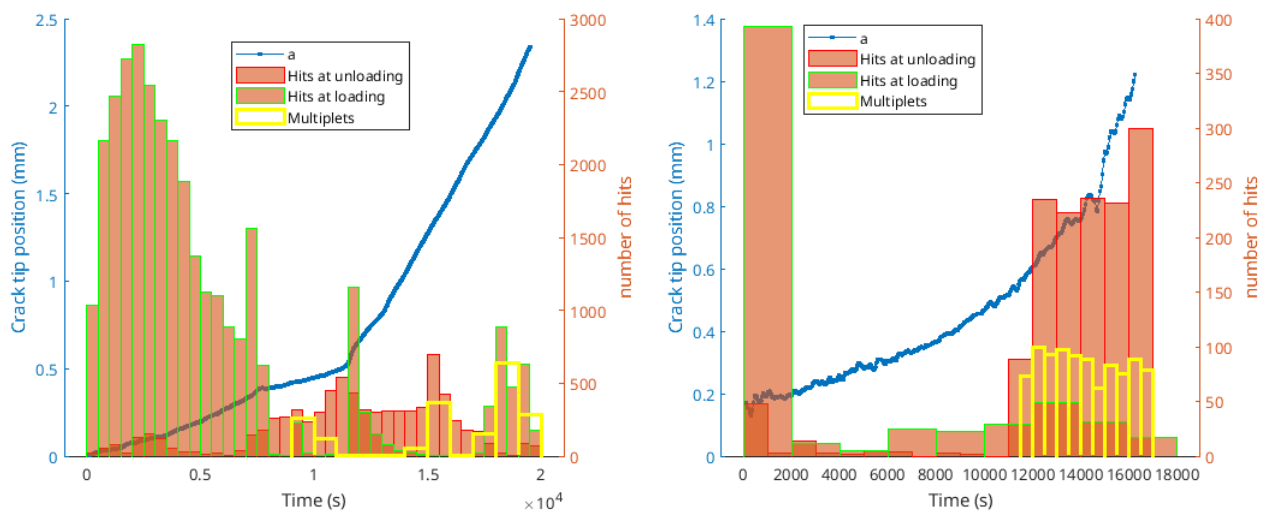 2.5
2
1.5
1
0.5
0
Crack tip position (mm)
a
Hits at unloading
Hits at loading
Multiplets
3000
2500
2000
1500
1000
500
0
number of hits
0 0.5 1 1.5 2
Time (s)
×10⁴
1.4
1.2
1
0.8
0.6
0.4
0.2
0
Crack tip position (mm)
a
Hits at unloading
Hits at loading
Multiplets
400
350
300
250
200
150
100
50
0
number of hits
0 2000 4000 6000 8000 10000 12000 14000 16000 18000
Time (s)